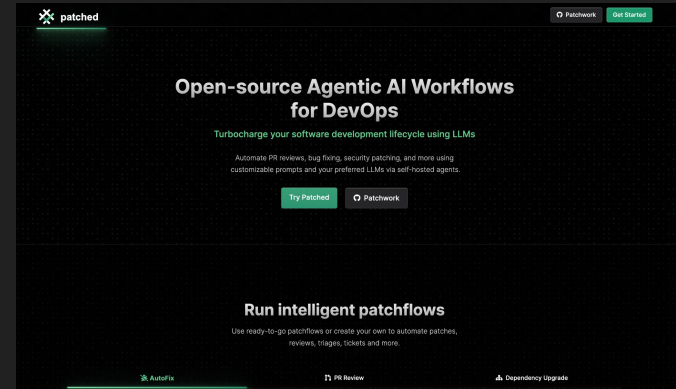 patched
Patchwork
Get Started
Open-source Agentic AI Workflows
for DevOps
Turbocharge your software development lifecycle using LLMs
Automate PR reviews, bug fixing, security patching, and more using
customizable prompts and your preferred LLMs via self-hosted agents.
Try Patched
Patchwork
Run intelligent patchflows
Use ready-to-go patchflows or create your own to automate patches,
reviews, triages, tickets and more.
AutoFix
PR Review
Dependency Upgrade